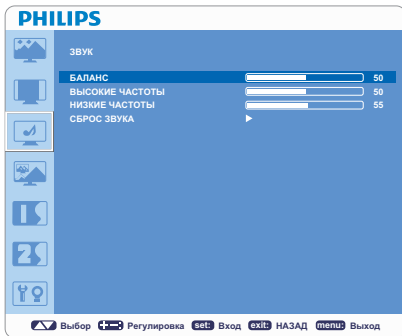 PHILIPS
ЗВУК
БАЛАНС 50
ВЫСОКИЕ ЧАСТОТЫ 50
НИЗКИЕ ЧАСТОТЫ 55
СБРОС ЗВУКА
Выбор Регулировка set: Вход exit: НАЗАД menu: Выход